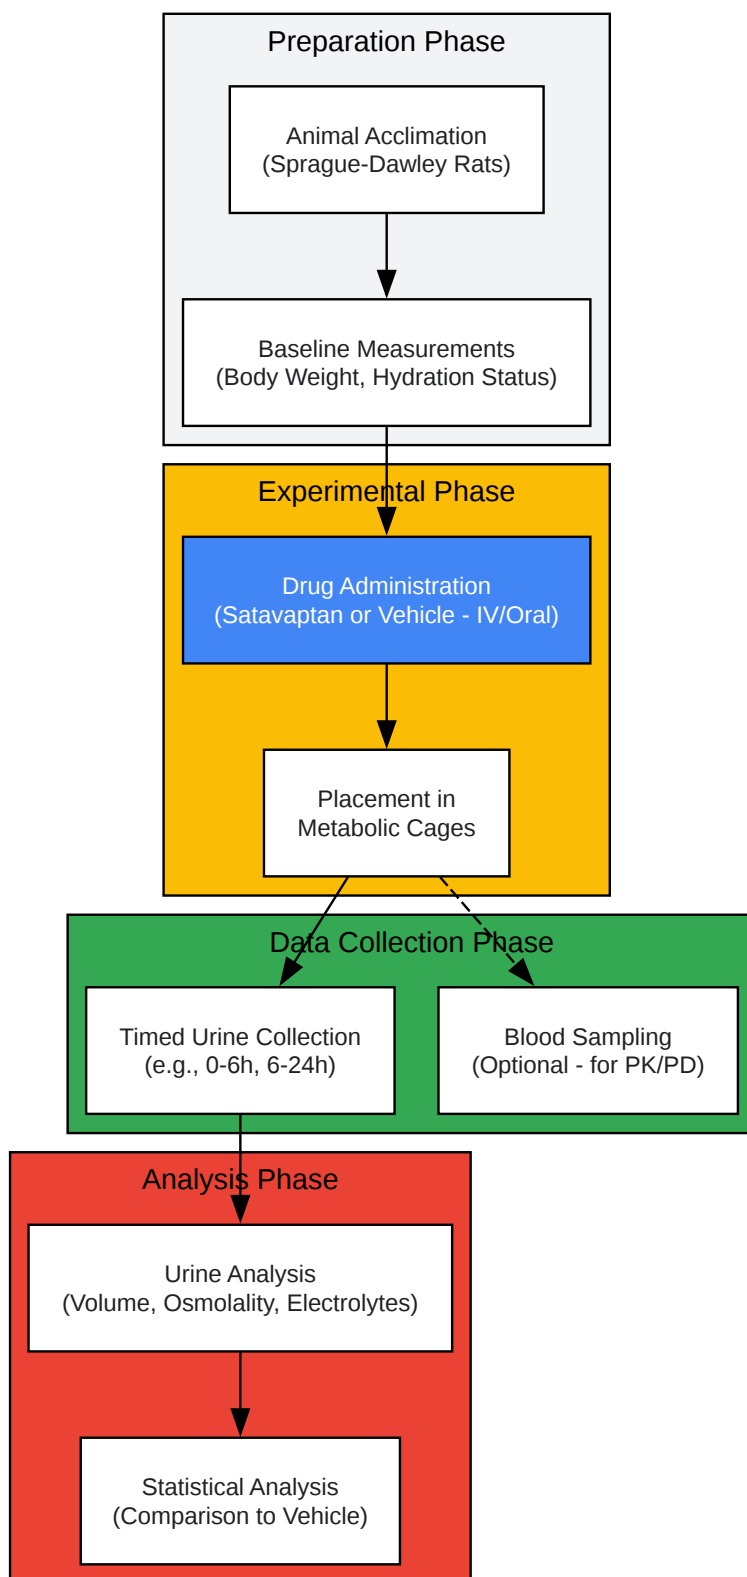 Preparation Phase
Animal Acclimation
(Sprague-Dawley Rats)
Baseline Measurements
(Body Weight, Hydration Status)
Experimental Phase
Drug Administration
(Satavaptan or Vehicle - IV/Oral)
Placement in
Metabolic Cages
Data Collection Phase
Timed Urine Collection
(e.g., 0-6h, 6-24h)
Blood Sampling
(Optional - for PK/PD)
Analysis Phase
Urine Analysis
(Volume, Osmolality, Electrolytes)
Statistical Analysis
(Comparison to Vehicle)